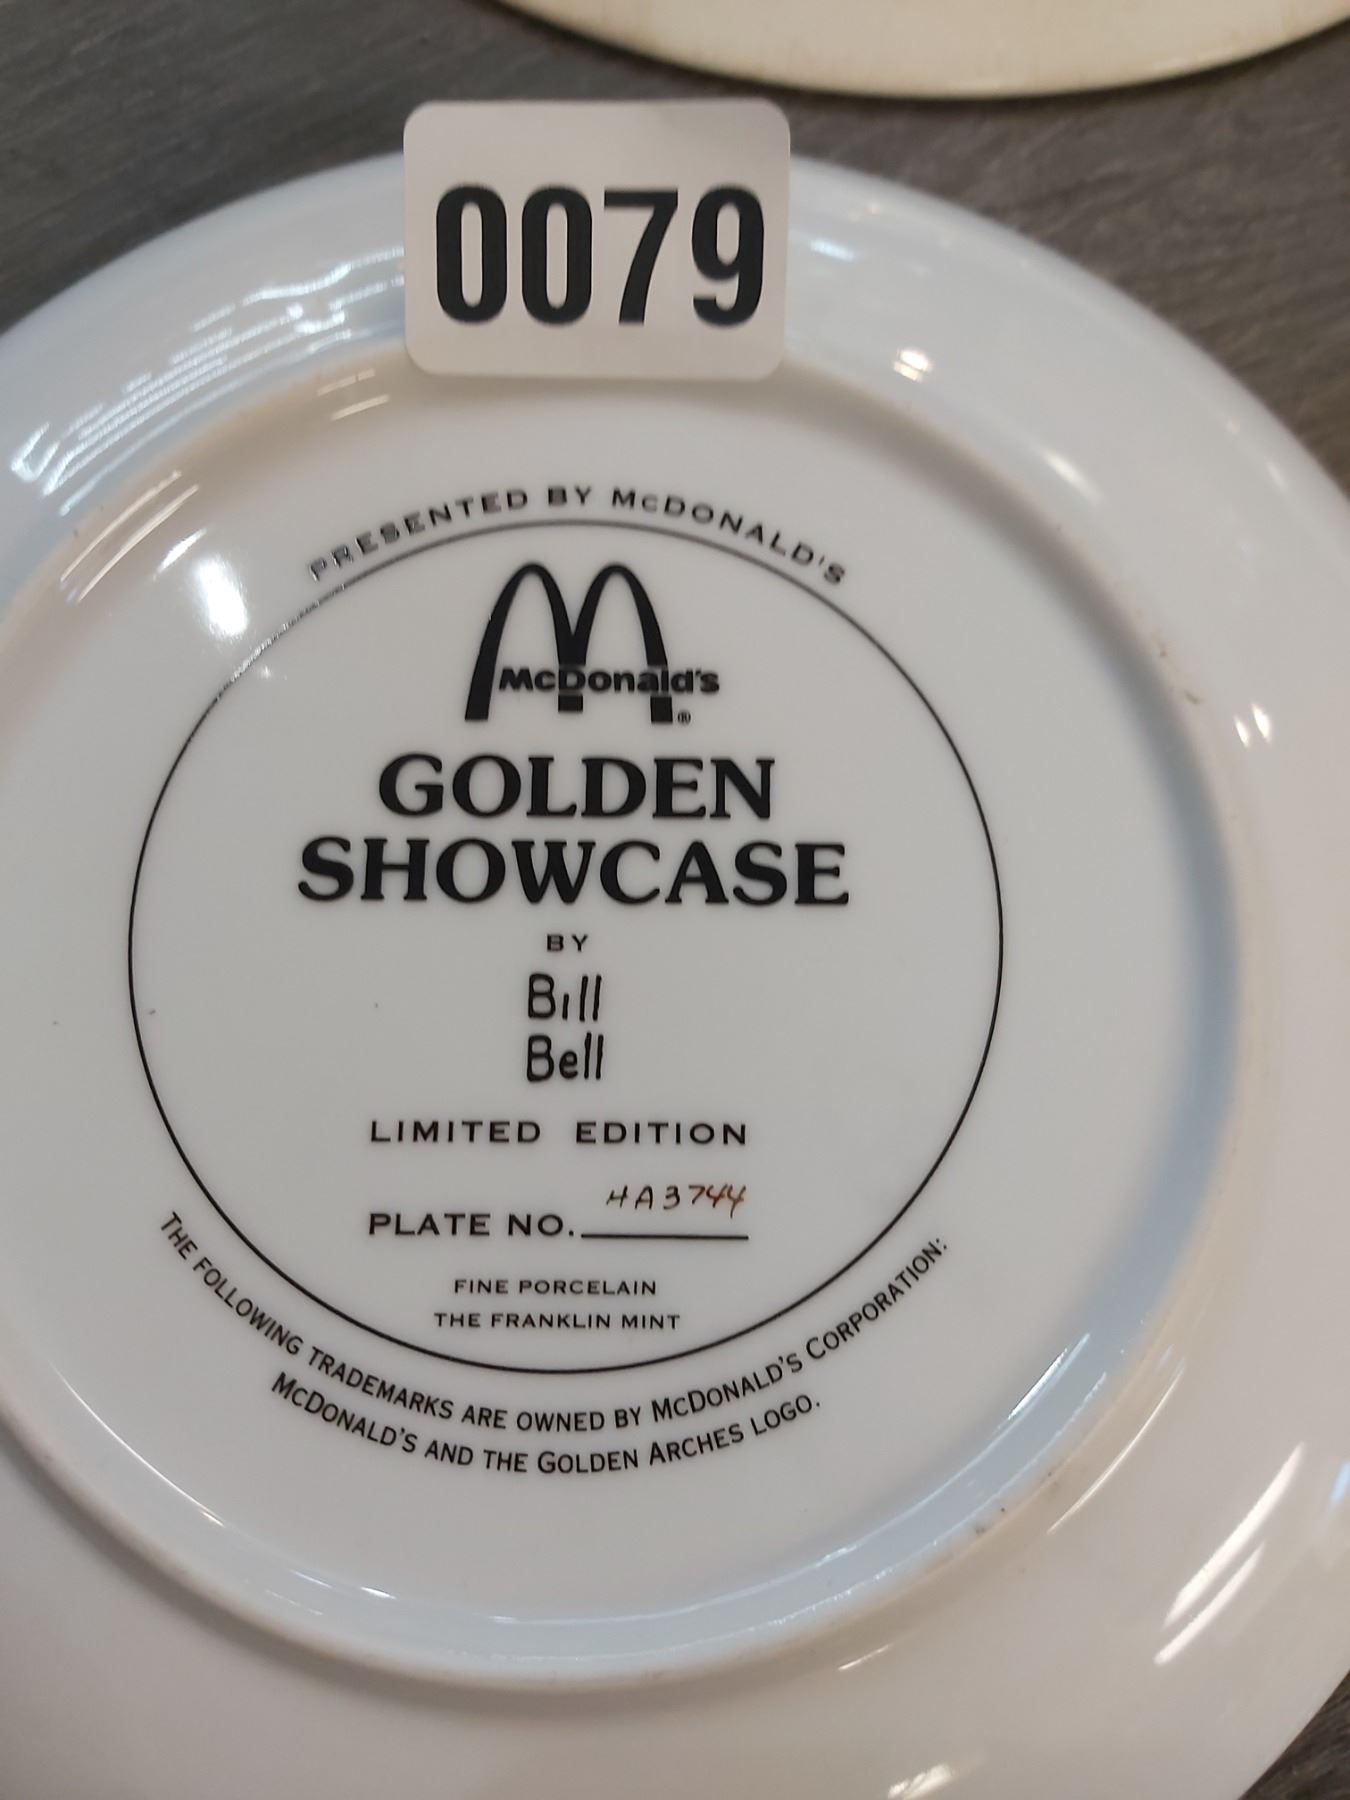 0079
PRESENTED BY McDONALD'S
McDonald's
®
GOLDEN
SHOWCASE
BY
Bill
Bell
LIMITED EDITION
PLATE NO. HA3744
FINE PORCELAIN
THE FRANKLIN MINT
THE FOLLOWING TRADEMARKS ARE OWNED BY McDONALD'S CORPORATION:
McDONALD'S AND THE GOLDEN ARCHES LOGO.